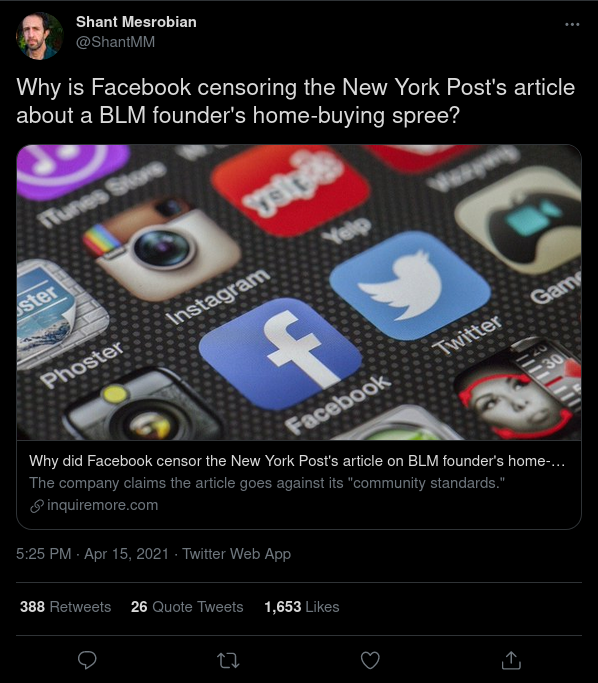 Shant Mesrobian
@ShantMM
Why is Facebook censoring the New York Post's article
about a BLM founder's home-buying spree?
iTunes Store
yelp
Yelp
Instagram
Phoster
Twitter
Facebook
Why did Facebook censor the New York Post's article on BLM founder's home-...
The company claims the article goes against its "community standards."
inquiremore.com
5:25 PM · Apr 15, 2021 · Twitter Web App
388 Retweets 26 Quote Tweets 1,653 Likes